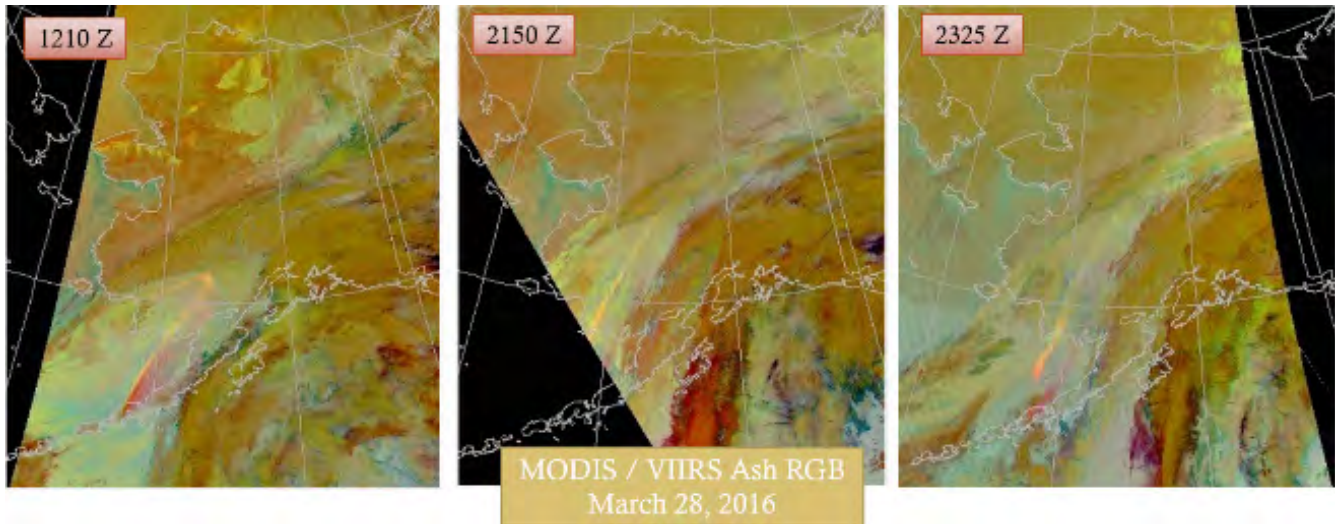 1210 Z
2150 Z
2325 Z
MODIS / VIIRS Ash RGB
March 28, 2016